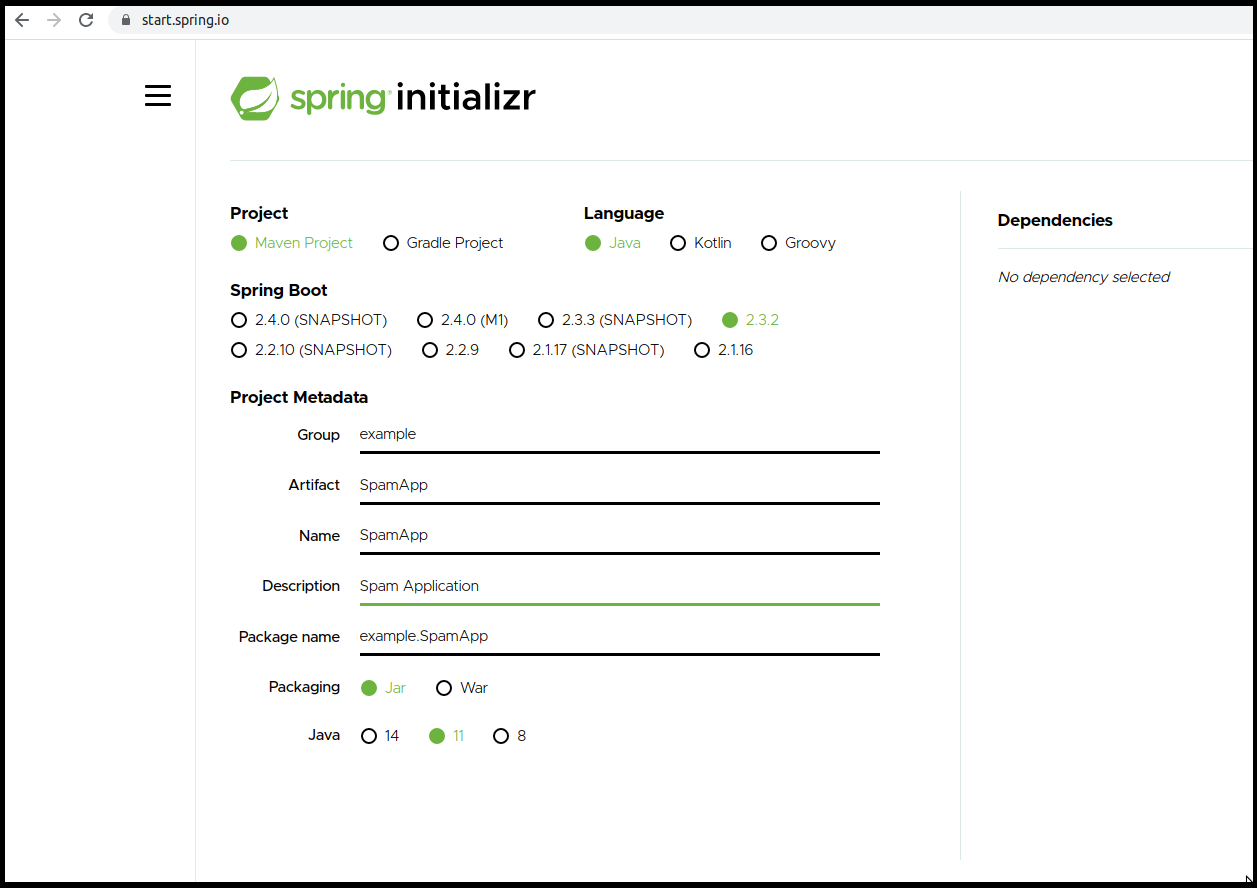 start.spring.io
spring initializr
Project
Maven Project Gradle Project
Language
Java Kotlin Groovy
Spring Boot
2.4.0 (SNAPSHOT) 2.4.0 (M1) 2.3.3 (SNAPSHOT) 2.3.2
2.2.10 (SNAPSHOT) 2.2.9 2.1.17 (SNAPSHOT) 2.1.16
Project Metadata
Group example
Artifact SpamApp
Name SpamApp
Description Spam Application
Package name example.SpamApp
Packaging Jar War
Java 14 11 8
Dependencies
No dependency selected